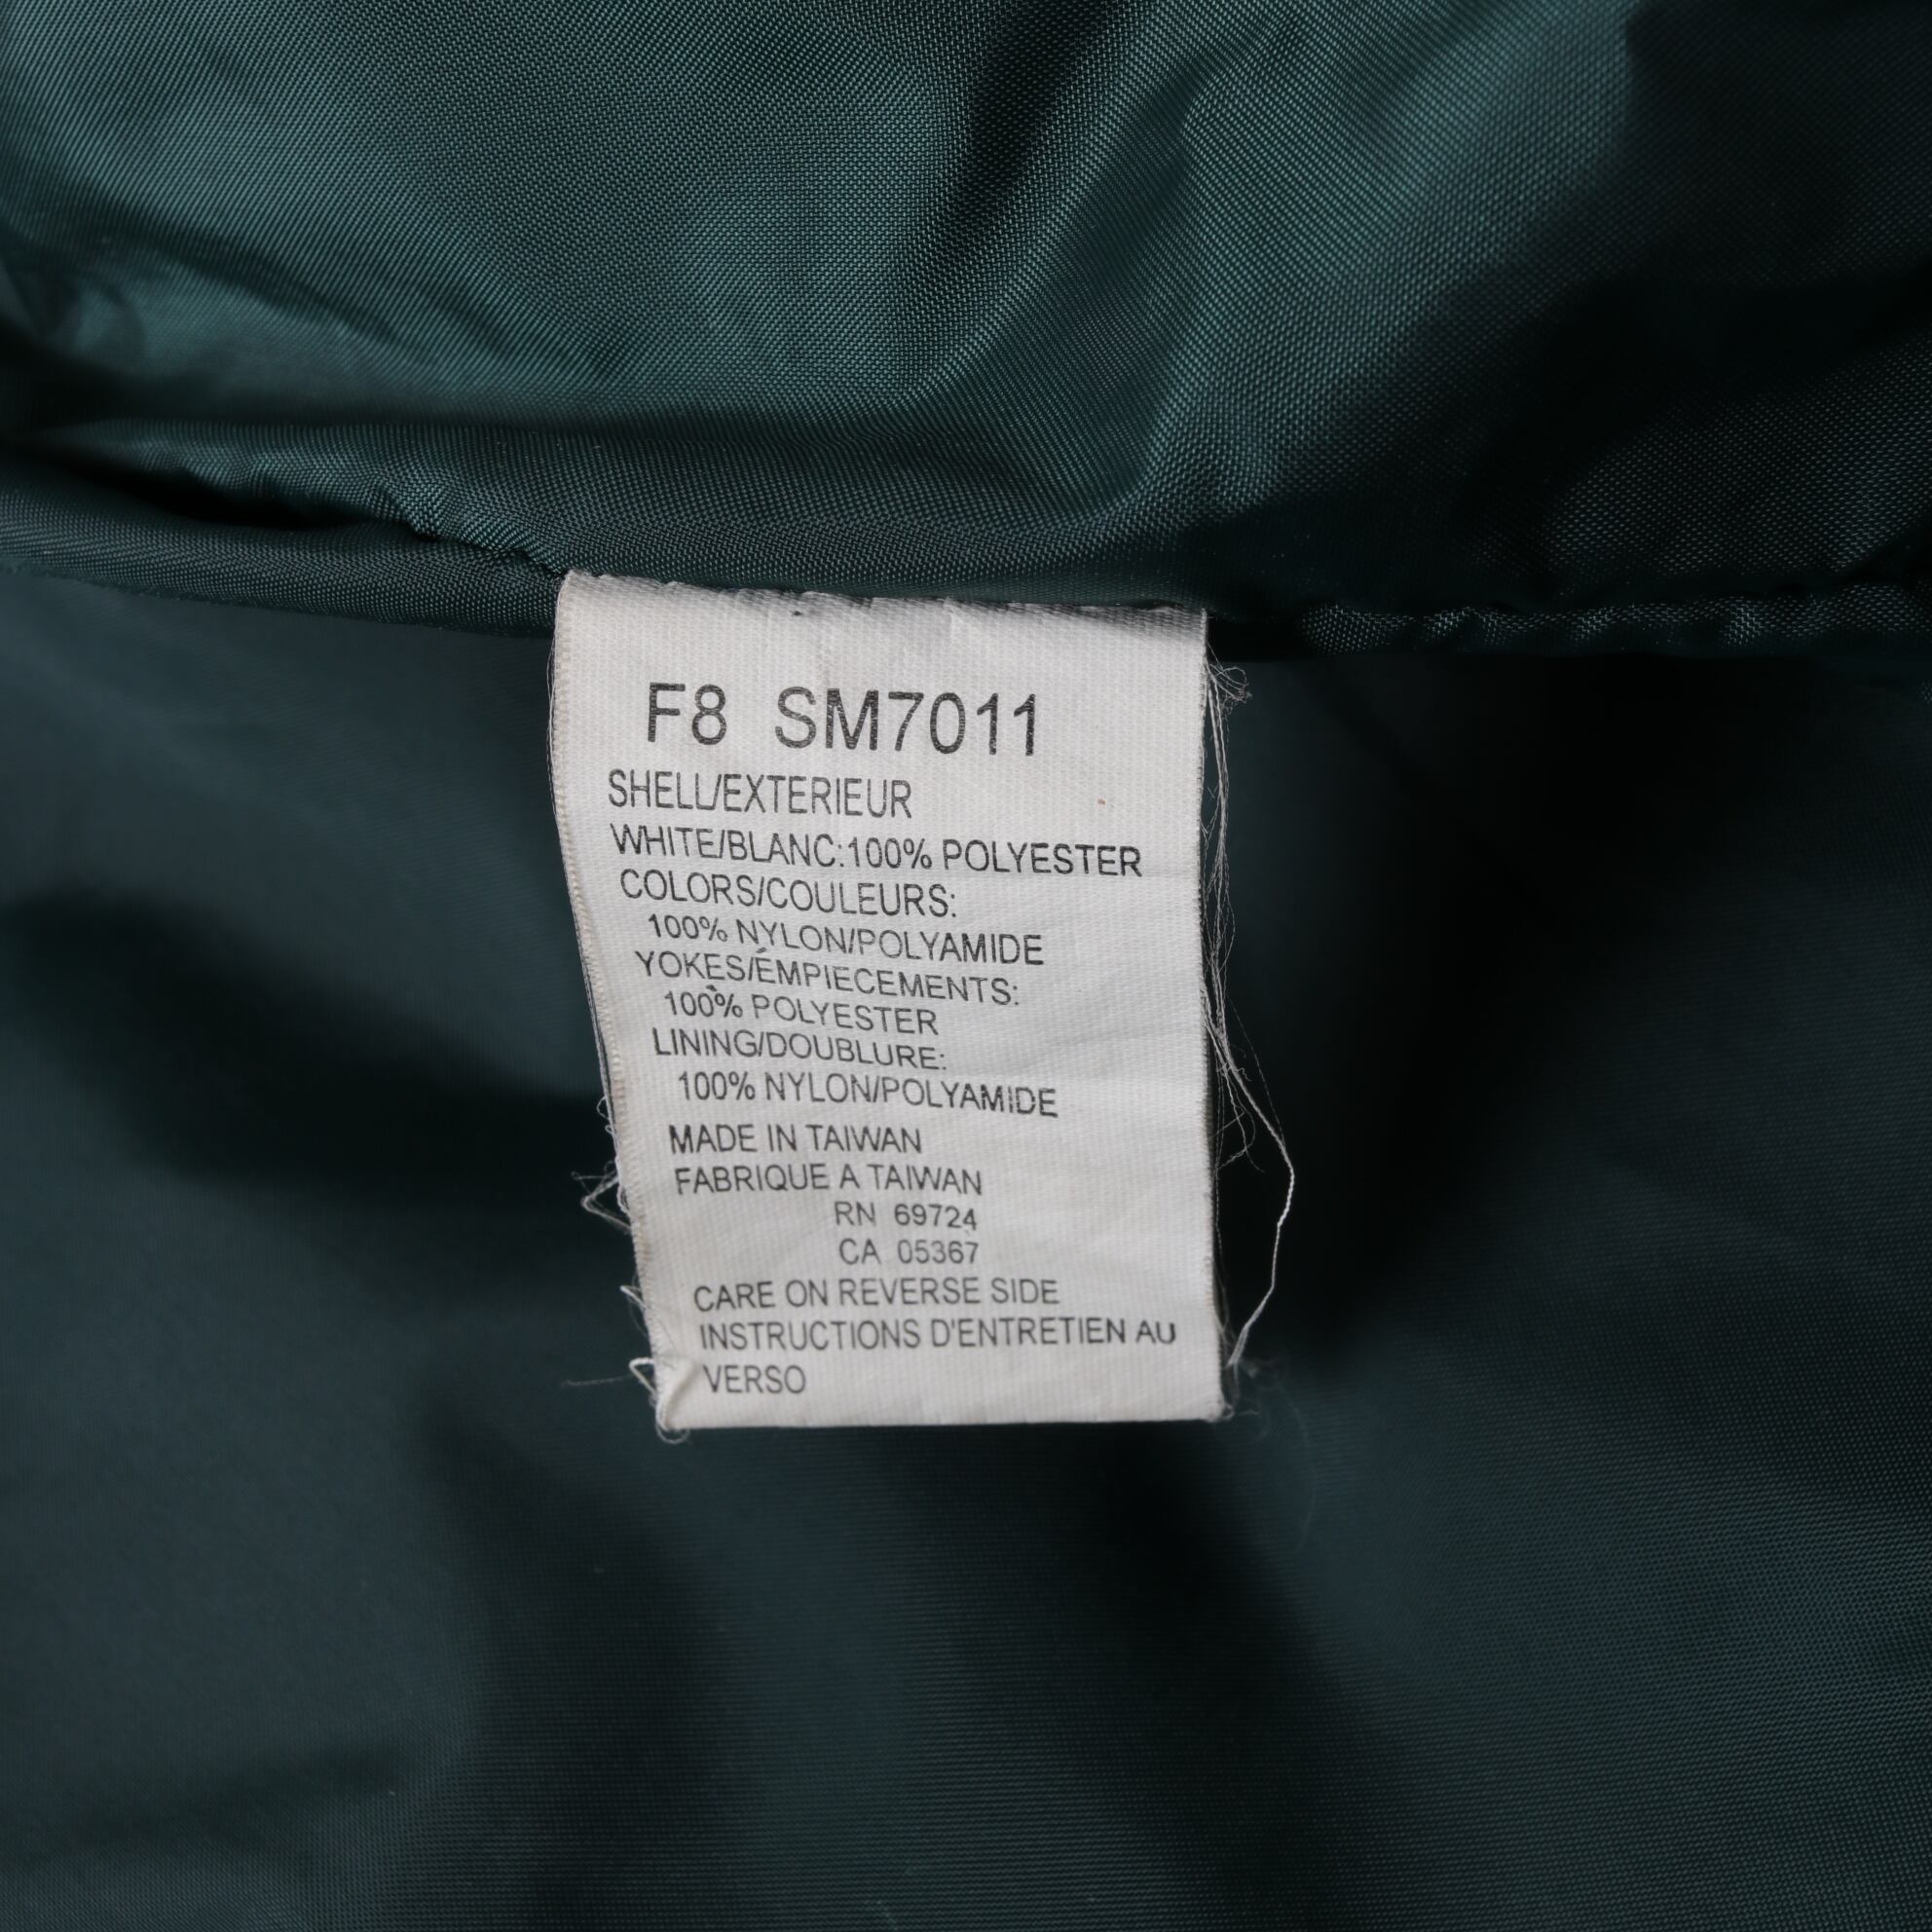 F8 SM7011
SHELL/EXTERIEUR
WHITE/BLANC:100% POLYESTER
COLORS/COULEURS:
100% NYLON/POLYAMIDE
YOKES/ÉMPIECEMENTS:
100% POLYESTER
LINING/DOUBLURE:
100% NYLON/POLYAMIDE
MADE IN TAIWAN
FABRIQUE A TAIWAN
RN 69724
CA 05367
CARE ON REVERSE SIDE
INSTRUCTIONS D'ENTRETIEN AU
VERSO